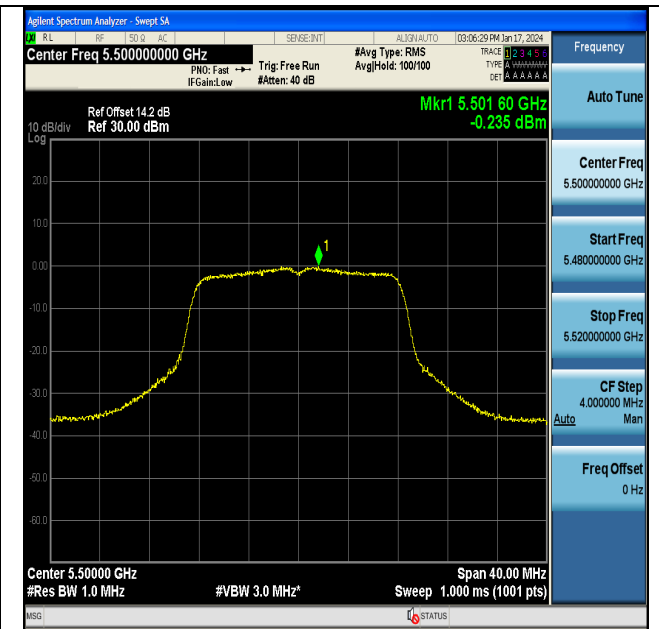 Agilent Spectrum Analyzer - Swept SA
LXI RL RF 50 Ω AC SENSE:INT ALIGN AUTO 03:06:29 PM Jan 17, 2024
Center Freq 5.500000000 GHz
PNO: Fast
IFGain:Low
Trig: Free Run
#Atten: 40 dB
#Avg Type: RMS
Avg|Hold: 100/100
TRACE 1 2 3 4 5 6
TYPE A WWWWW
DET A A A A A A
Ref Offset 14.2 dB
10 dB/div Ref 30.00 dBm
Log
Mkr1 5.501 60 GHz
-0.235 dBm
20.0
10.0
0.00
-10.0
-20.0
-30.0
-40.0
-50.0
-60.0
1
Center 5.50000 GHz Span 40.00 MHz
#Res BW 1.0 MHz #VBW 3.0 MHz* Sweep 1.000 ms (1001 pts)
MSG STATUS
Frequency
Auto Tune
Center Freq
5.500000000 GHz
Start Freq
5.480000000 GHz
Stop Freq
5.520000000 GHz
CF Step
4.000000 MHz
Auto Man
Freq Offset
0 Hz